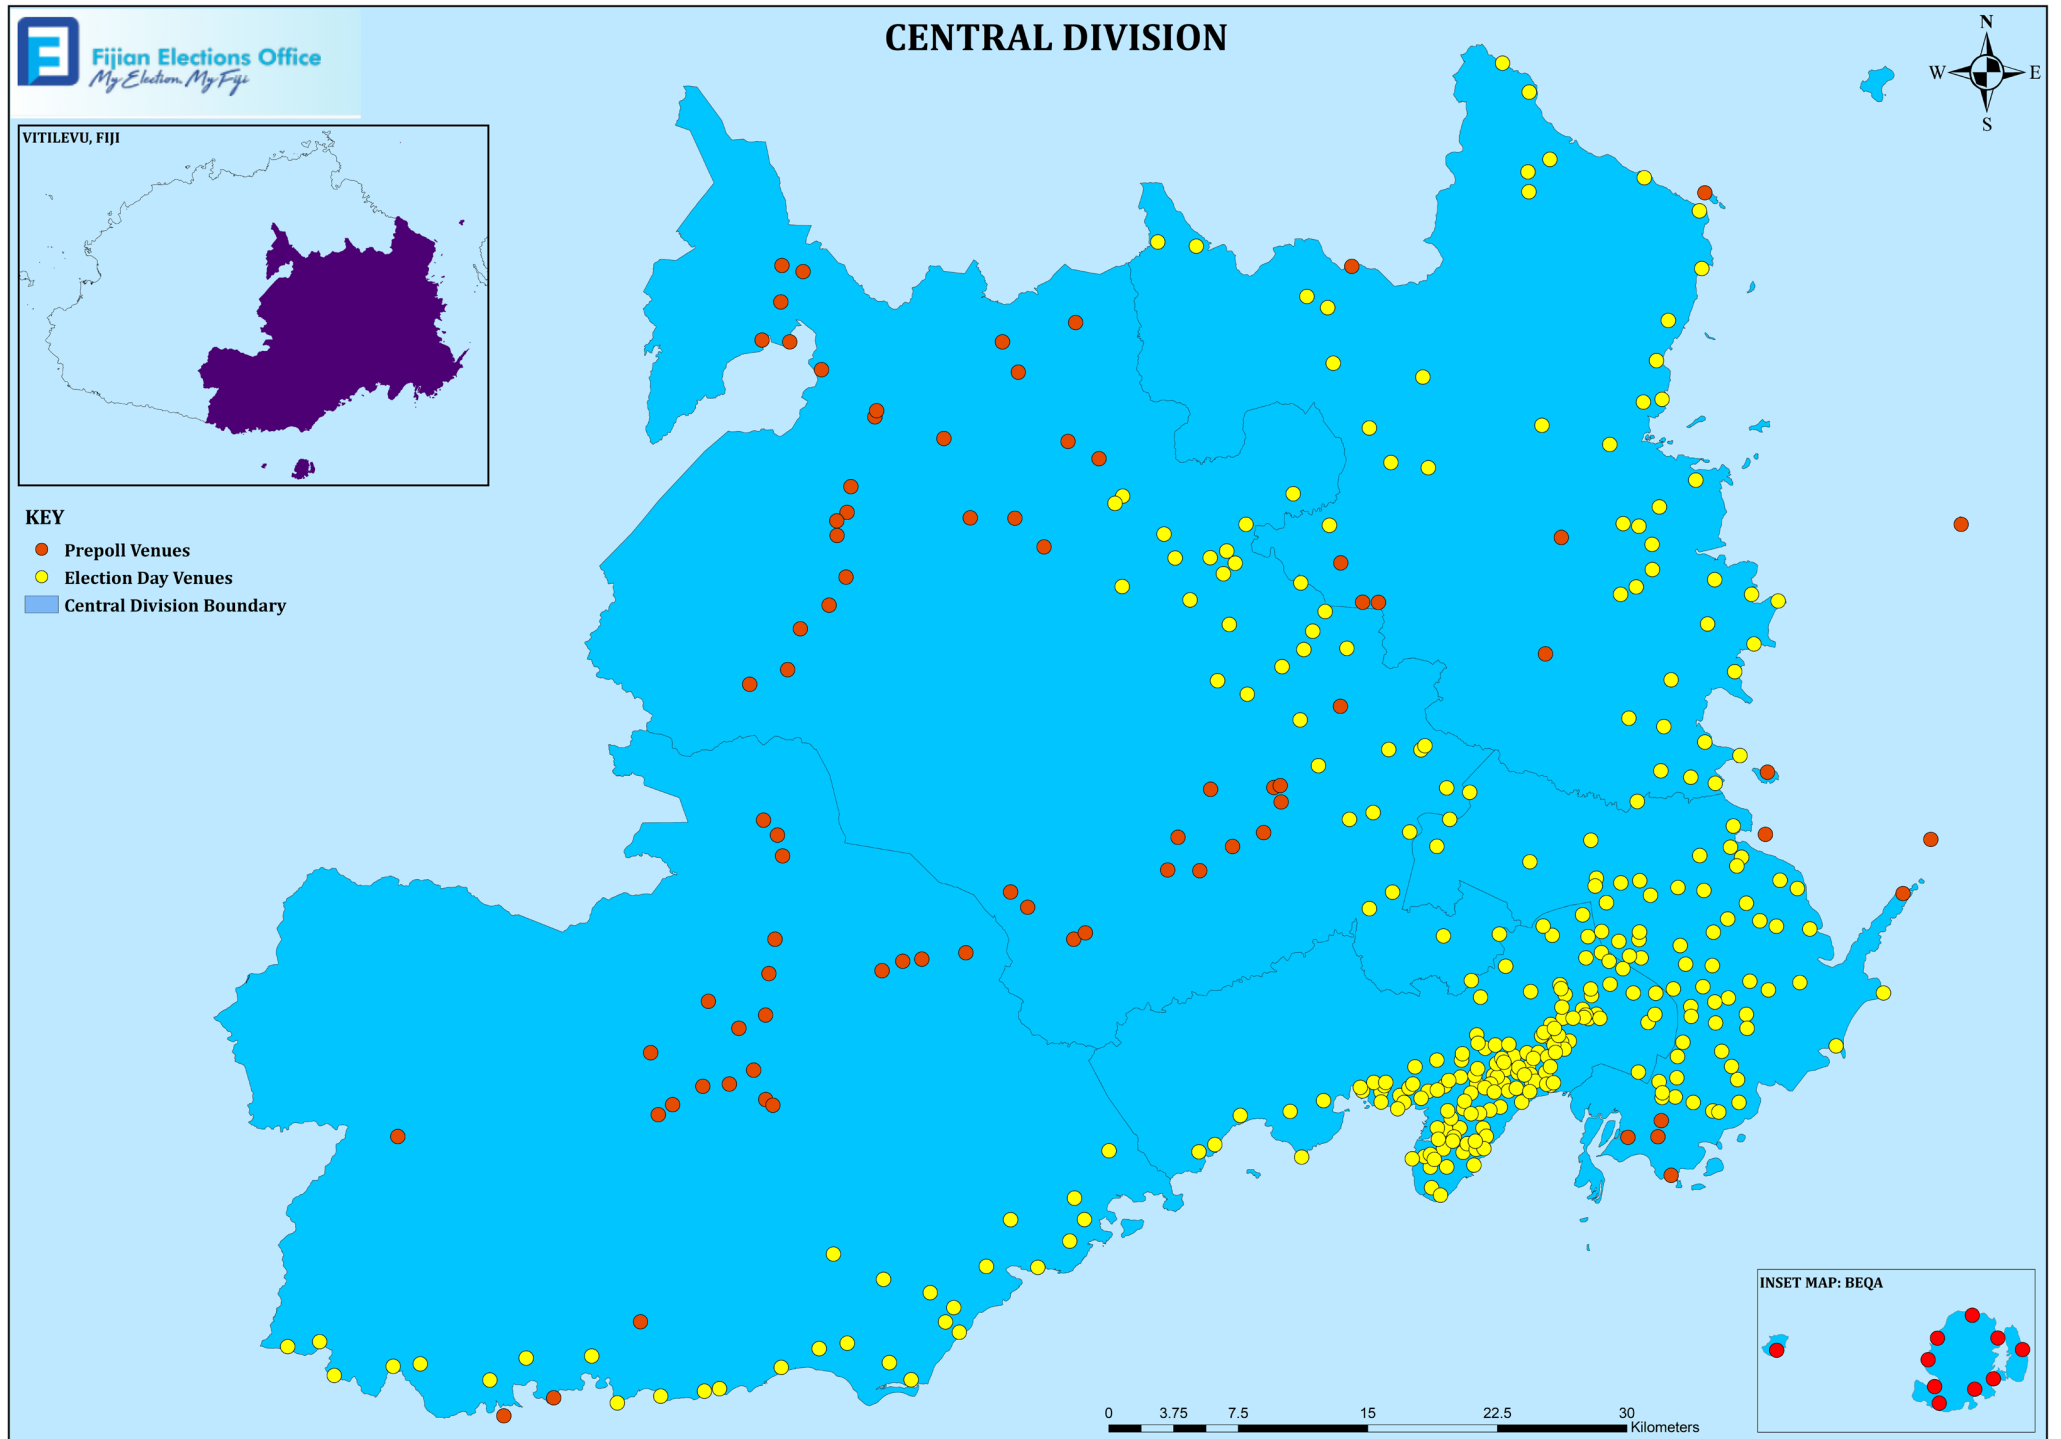 CENTRAL DIVISION
Fijian Elections Office
My Election. My Fiji
N
W
E
S
VITILEVU, FIJI
KEY
Prepoll Venues
Election Day Venues
Central Division Boundary
INSET MAP: BEQA
0 3.75 7.5 15 22.5 30
Kilometers